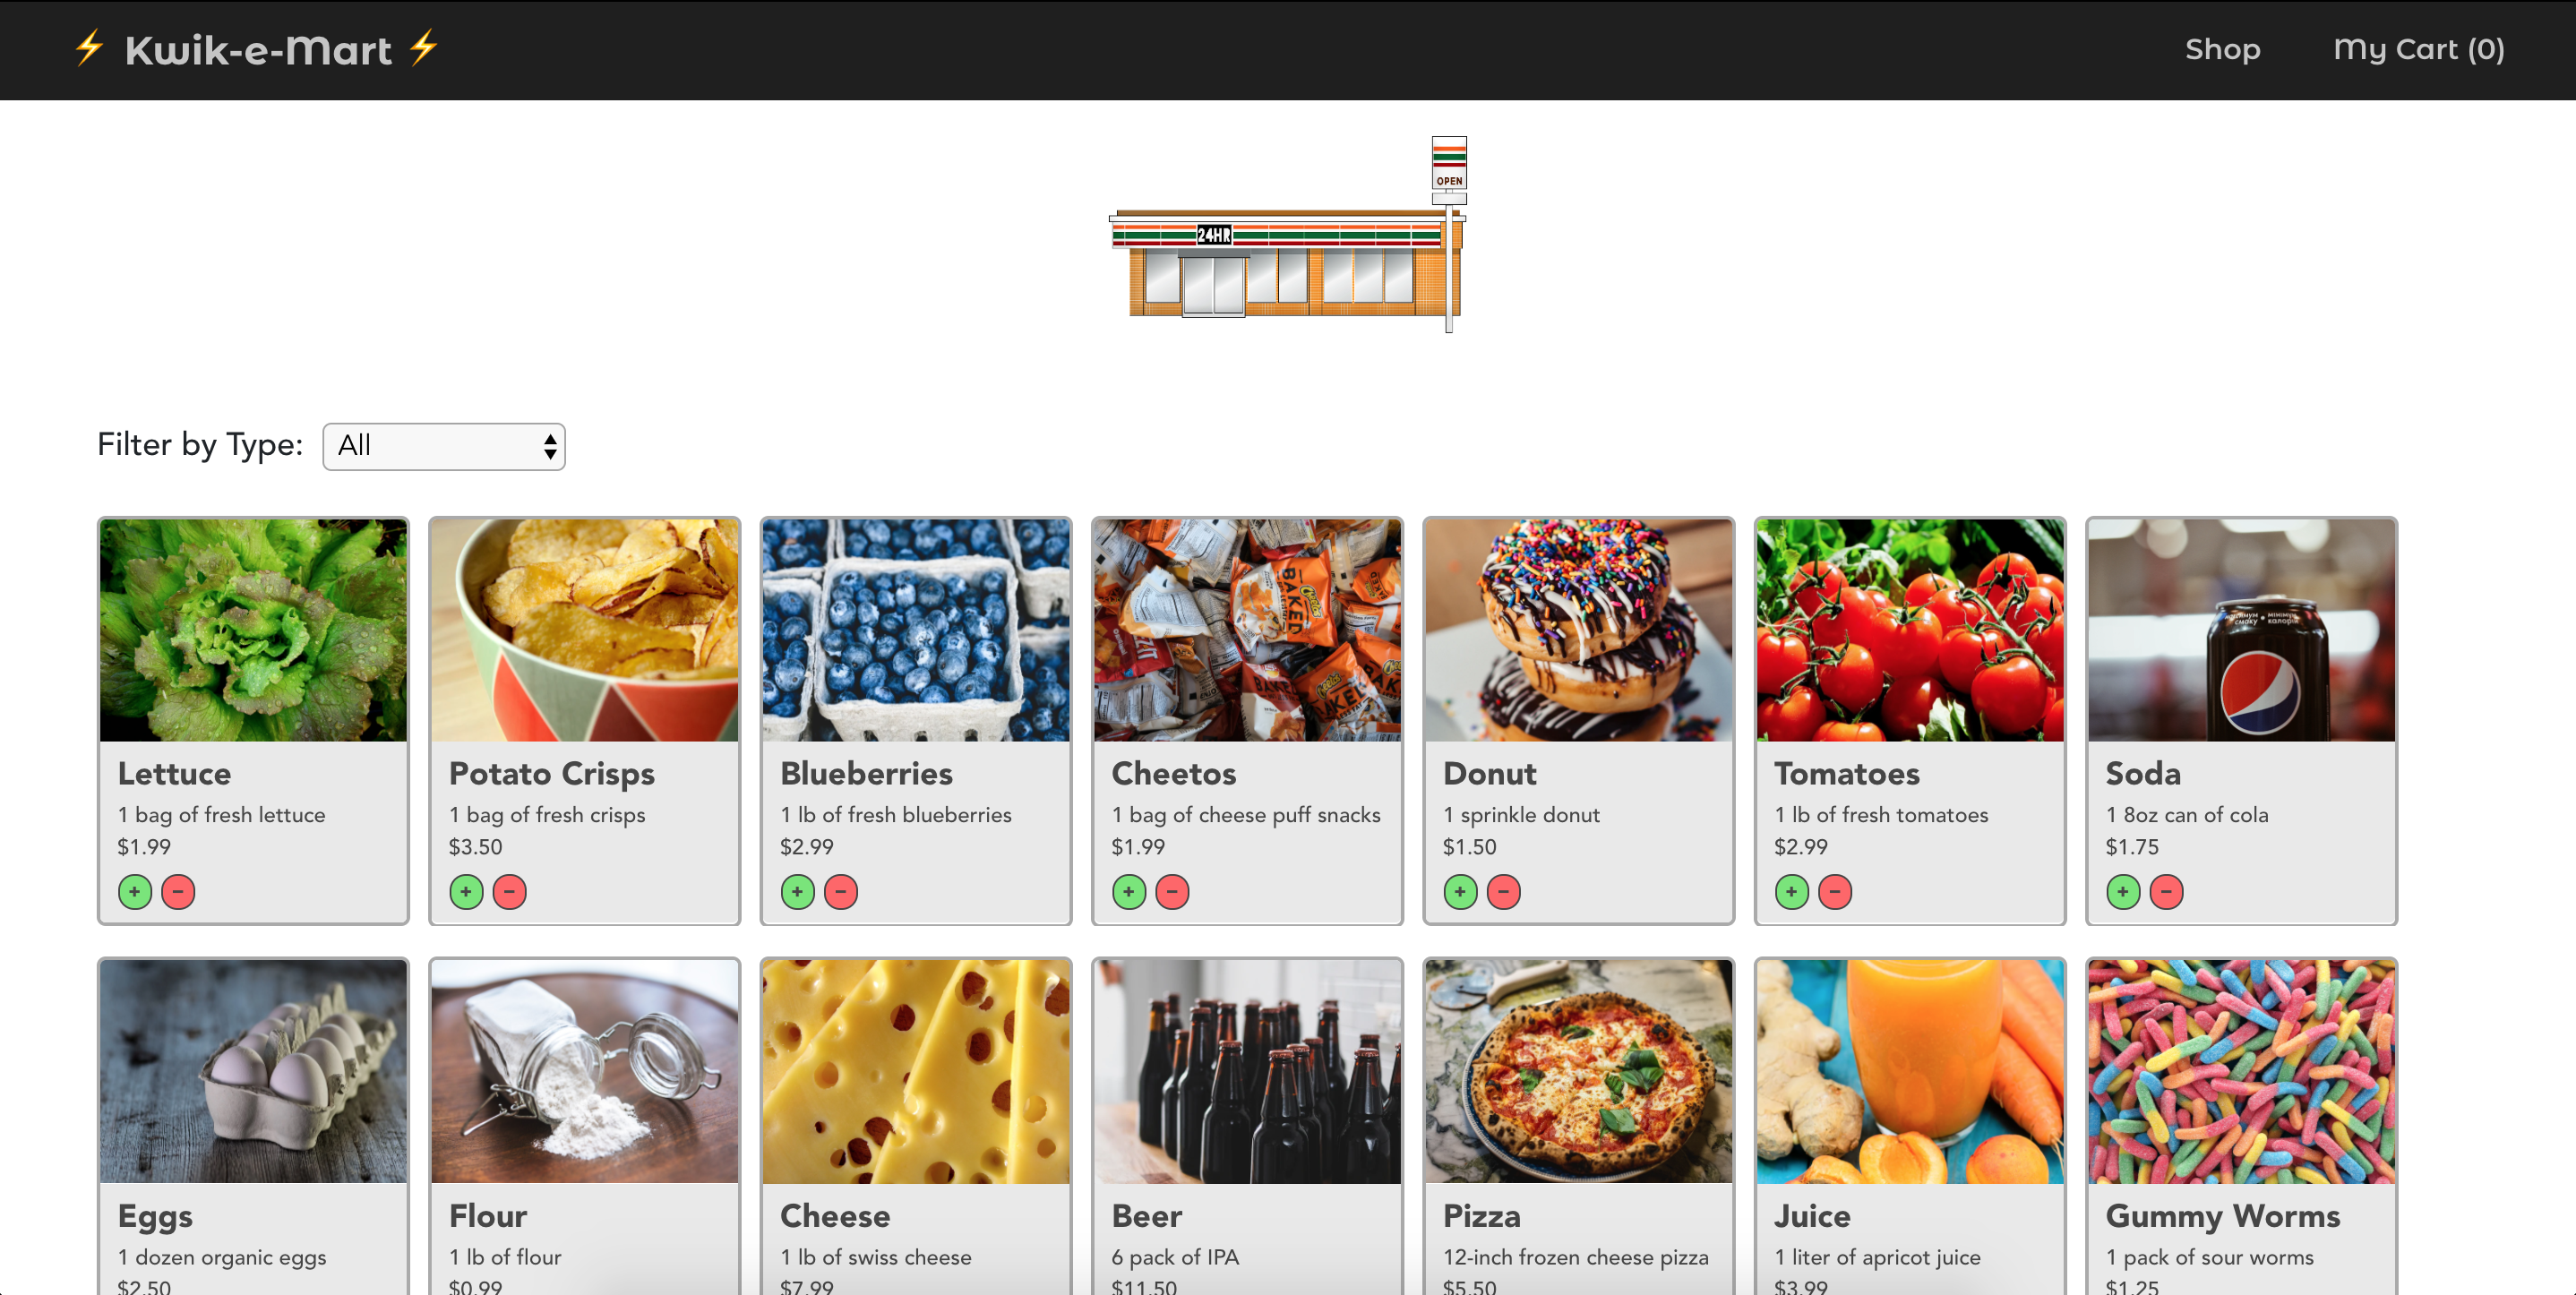 ⚡ Kwik-e-Mart ⚡
Shop
My Cart (0)
OPEN
24HR
Filter by Type:
All
BAKED
Cheetos
мінімум
смаку
мінімум
калорій
Lettuce
1 bag of fresh lettuce
$1.99
+ −
Potato Crisps
1 bag of fresh crisps
$3.50
+ −
Blueberries
1 lb of fresh blueberries
$2.99
+ −
Cheetos
1 bag of cheese puff snacks
$1.99
+ −
Donut
1 sprinkle donut
$1.50
+ −
Tomatoes
1 lb of fresh tomatoes
$2.99
+ −
Soda
1 8oz can of cola
$1.75
+ −
Eggs
1 dozen organic eggs
$2.50
Flour
1 lb of flour
$0.99
Cheese
1 lb of swiss cheese
$7.99
Beer
6 pack of IPA
$11.50
Pizza
12-inch frozen cheese pizza
$5.50
Juice
1 liter of apricot juice
$3.99
Gummy Worms
1 pack of sour worms
$1.25